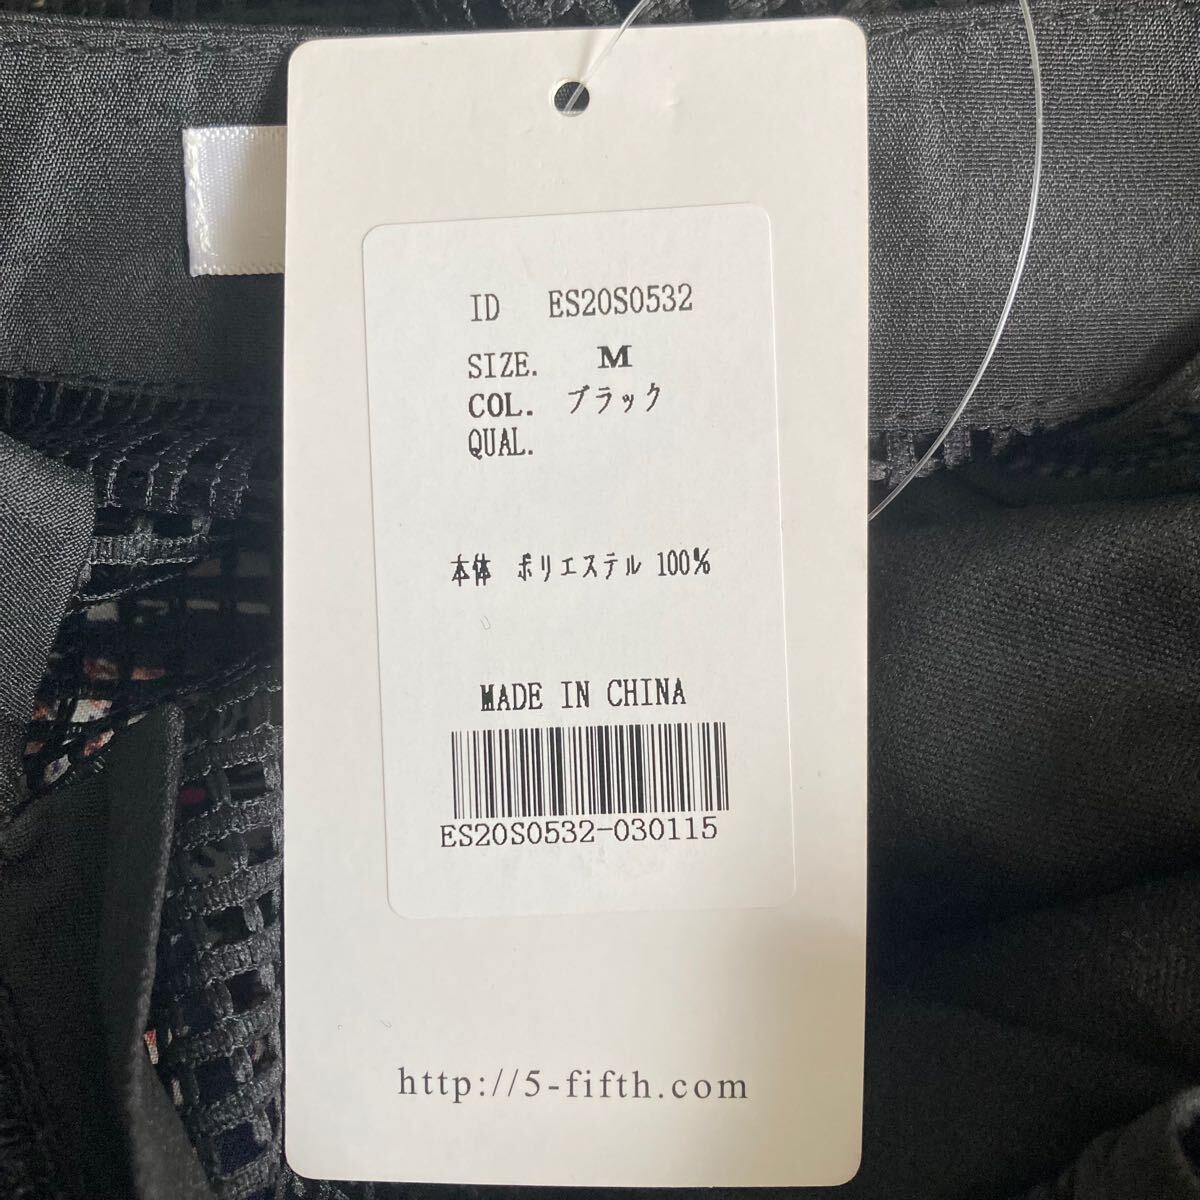 ID ES20S0532
SIZE. M
COL. ブラック
QUAL.
本体 ポリエステル 100%
MADE IN CHINA
ES20S0532-030115
http://5-fifth.com